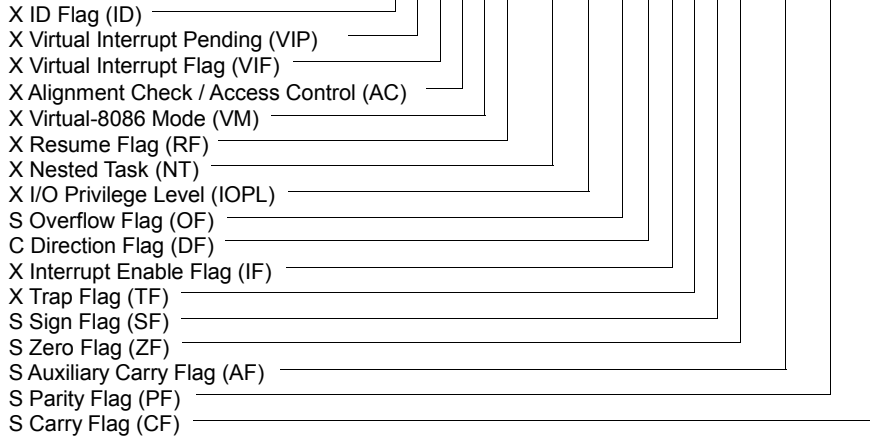 X ID Flag (ID)
X Virtual Interrupt Pending (VIP)
X Virtual Interrupt Flag (VIF)
X Alignment Check / Access Control (AC)
X Virtual-8086 Mode (VM)
X Resume Flag (RF)
X Nested Task (NT)
X I/O Privilege Level (IOPL)
S Overflow Flag (OF)
C Direction Flag (DF)
X Interrupt Enable Flag (IF)
X Trap Flag (TF)
S Sign Flag (SF)
S Zero Flag (ZF)
S Auxiliary Carry Flag (AF)
S Parity Flag (PF)
S Carry Flag (CF)